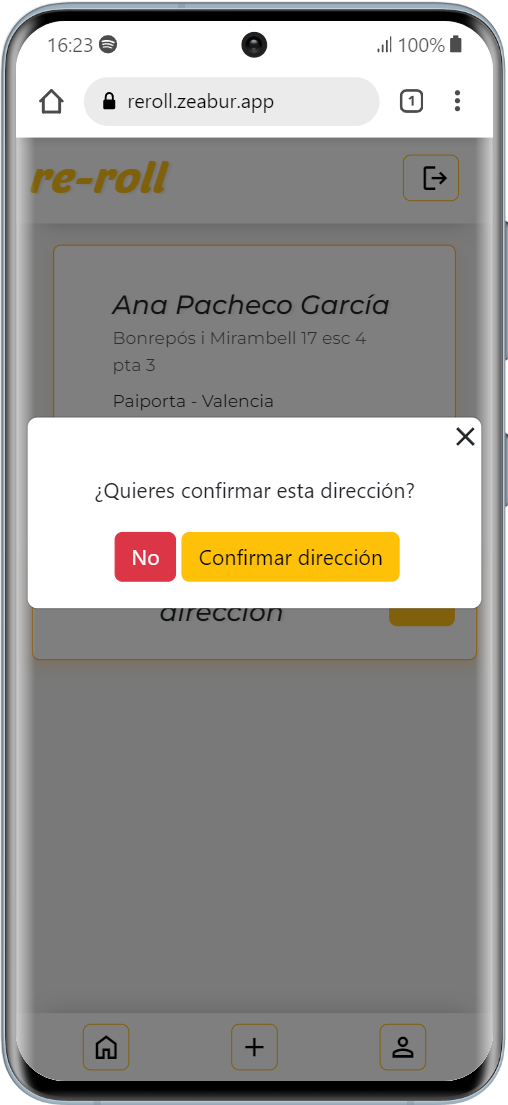 16:23 100%
reroll.zeabur.app 1
re-roll
Ana Pacheco García
Bonrepós i Mirambell 17 esc 4
pta 3
Paiporta - Valencia
¿Quieres confirmar esta dirección?
No Confirmar dirección
dirección